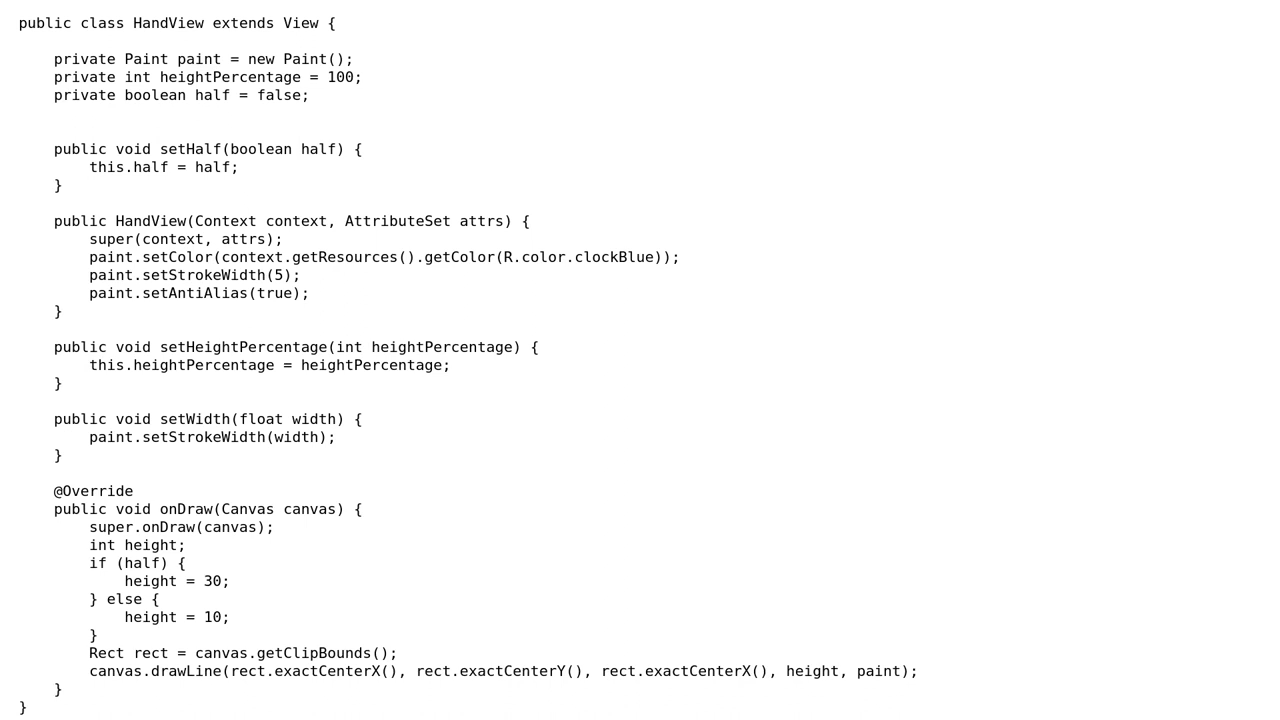 public class HandView extends View {

    private Paint paint = new Paint();
    private int heightPercentage = 100;
    private boolean half = false;


    public void setHalf(boolean half) {
        this.half = half;
    }

    public HandView(Context context, AttributeSet attrs) {
        super(context, attrs);
        paint.setColor(context.getResources().getColor(R.color.clockBlue));
        paint.setStrokeWidth(5);
        paint.setAntiAlias(true);
    }

    public void setHeightPercentage(int heightPercentage) {
        this.heightPercentage = heightPercentage;
    }

    public void setWidth(float width) {
        paint.setStrokeWidth(width);
    }

    @Override
    public void onDraw(Canvas canvas) {
        super.onDraw(canvas);
        int height;
        if (half) {
            height = 30;
        } else {
            height = 10;
        }
        Rect rect = canvas.getClipBounds();
        canvas.drawLine(rect.exactCenterX(), rect.exactCenterY(), rect.exactCenterX(), height, paint);
    }
}